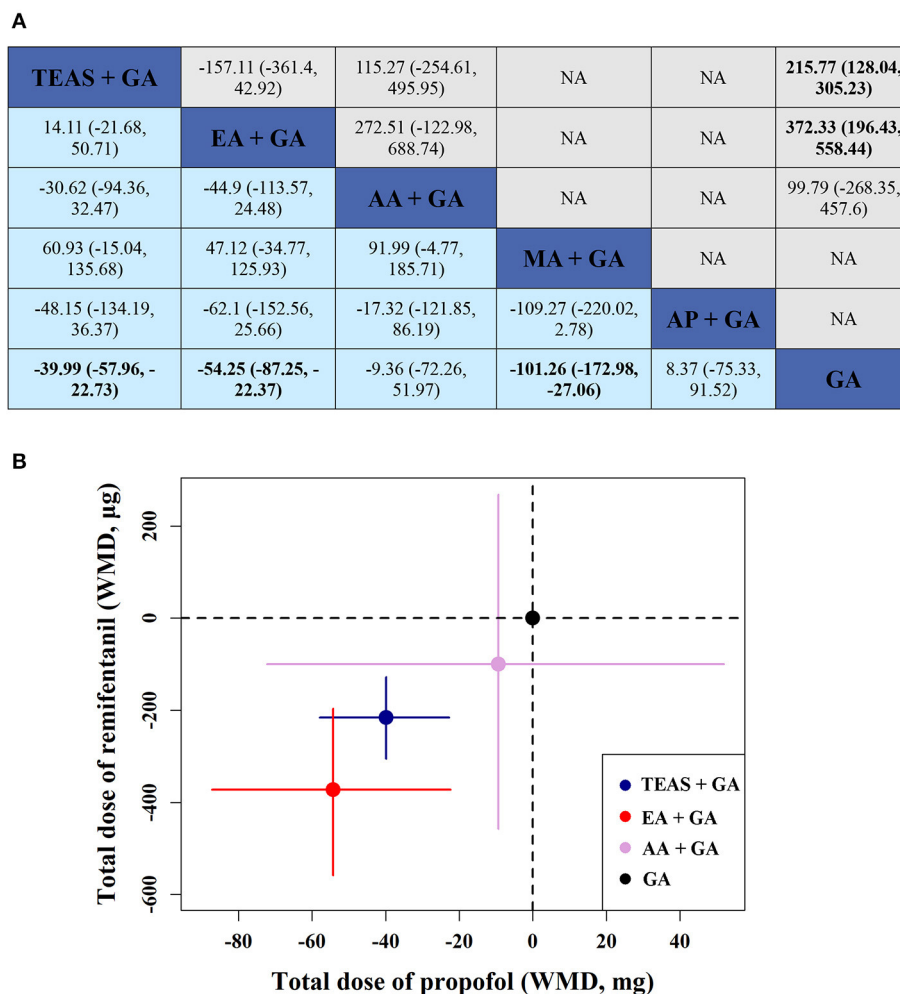 A
TEAS + GA
-157.11 (-361.4,
42.92)
115.27 (-254.61,
495.95)
NA
NA
215.77 (128.04,
305.23)
14.11 (-21.68,
50.71)
EA + GA
272.51 (-122.98,
688.74)
NA
NA
372.33 (196.43,
558.44)
-30.62 (-94.36,
32.47)
-44.9 (-113.57,
24.48)
AA + GA
NA
NA
99.79 (-268.35,
457.6)
60.93 (-15.04,
135.68)
47.12 (-34.77,
125.93)
91.99 (-4.77,
185.71)
MA + GA
NA
NA
-48.15 (-134.19,
36.37)
-62.1 (-152.56,
25.66)
-17.32 (-121.85,
86.19)
-109.27 (-220.02,
2.78)
AP + GA
NA
-39.99 (-57.96, -
22.73)
-54.25 (-87.25, -
22.37)
-9.36 (-72.26,
51.97)
-101.26 (-172.98,
-27.06)
8.37 (-75.33,
91.52)
GA
B
Total dose of remifentanil (WMD, µg)
200
0
-200
-400
-600
TEAS + GA
EA + GA
AA + GA
GA
-80
-60
-40
-20
0
20
40
Total dose of propofol (WMD, mg)